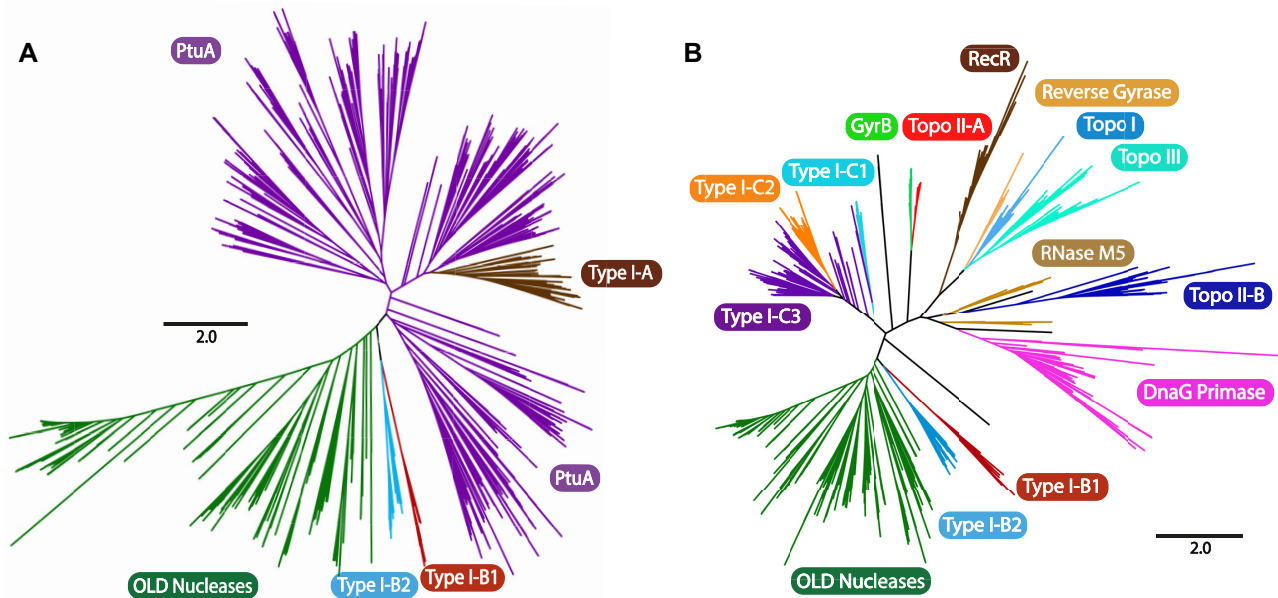 A
PtuA
Type I-A
2.0
PtuA
OLD Nucleases
Type I-B2
Type I-B1
B
RecR
Reverse Gyrase
GyrB
Topo II-A
Topo I
Topo III
Type I-C1
Type I-C2
RNase M5
Topo II-B
Type I-C3
DnaG Primase
Type I-B1
Type I-B2
2.0
OLD Nucleases